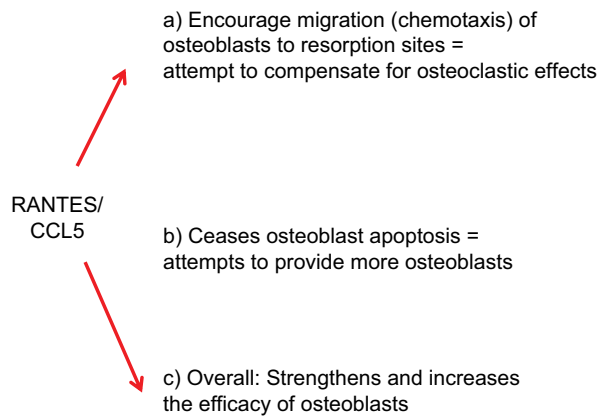 a) Encourage migration (chemotaxis) of
osteoblasts to resorption sites =
attempt to compensate for osteoclastic effects
RANTES/
CCL5
b) Ceases osteoblast apoptosis =
attempts to provide more osteoblasts
c) Overall: Strengthens and increases
the efficacy of osteoblasts